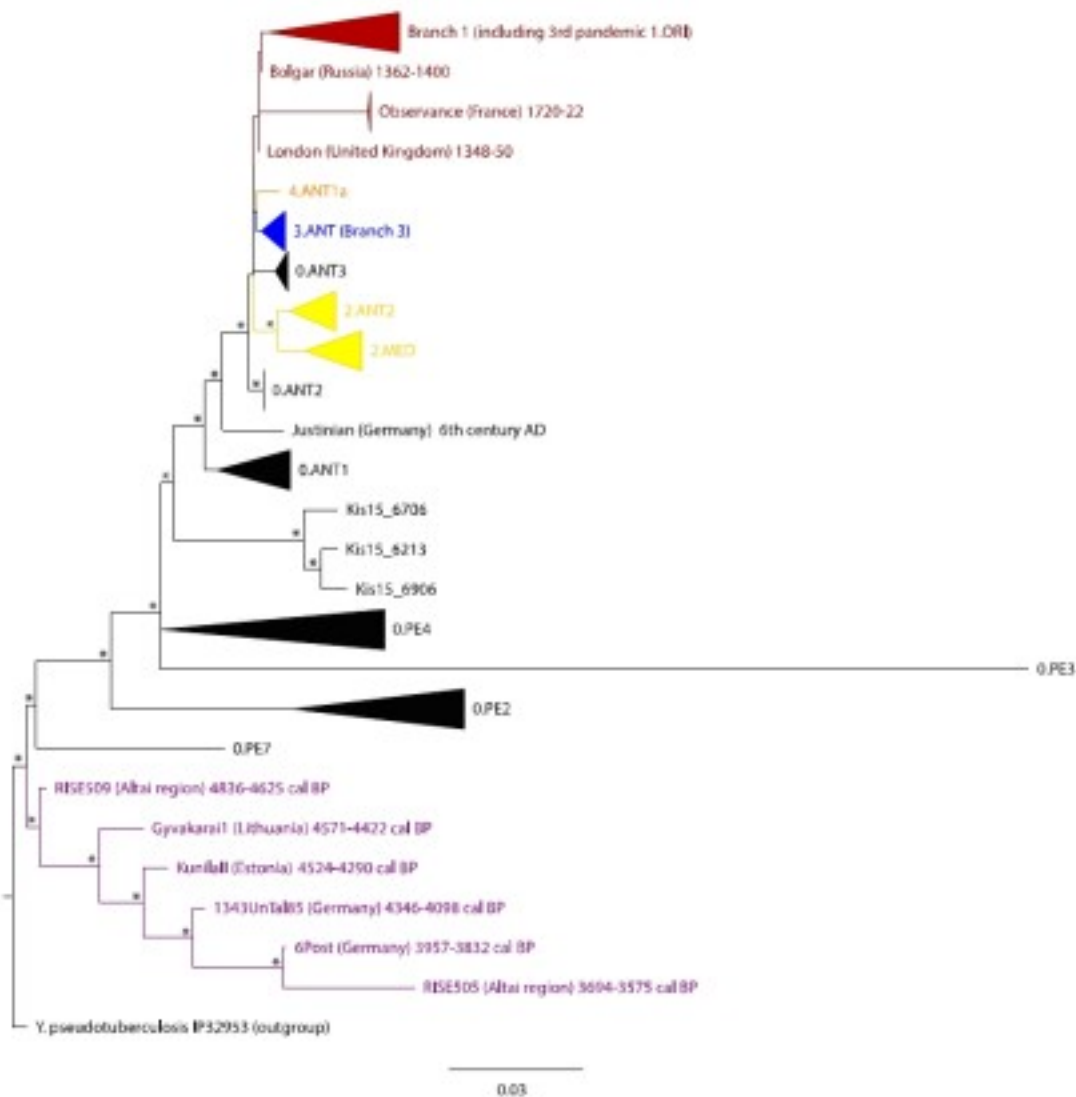 Branch 1 (including 3rd pandemic 1.ORI)
Bolgar (Russia) 1362-1400
Observance (France) 1720-22
London (United Kingdom) 1348-50
4.ANT1a
3.ANT (Branch 3)
0.ANT3
2.ANT2
2.MED
0.ANT2
Justinian (Germany) 6th century AD
0.ANT1
Kis15_6706
Kis15_6213
Kis15_6906
0.PE4
0.PE3
0.PE2
0.PE7
RISE509 (Altai region) 4836-4625 cal BP
Gyvakarai1 (Lithuania) 4571-4422 cal BP
KunilaII (Estonia) 4524-4290 cal BP
1343UnTal85 (Germany) 4346-4098 cal BP
6Post (Germany) 3957-3832 cal BP
RISE505 (Altai region) 3694-3575 cal BP
Y. pseudotuberculosis IP32953 (outgroup)
0.03